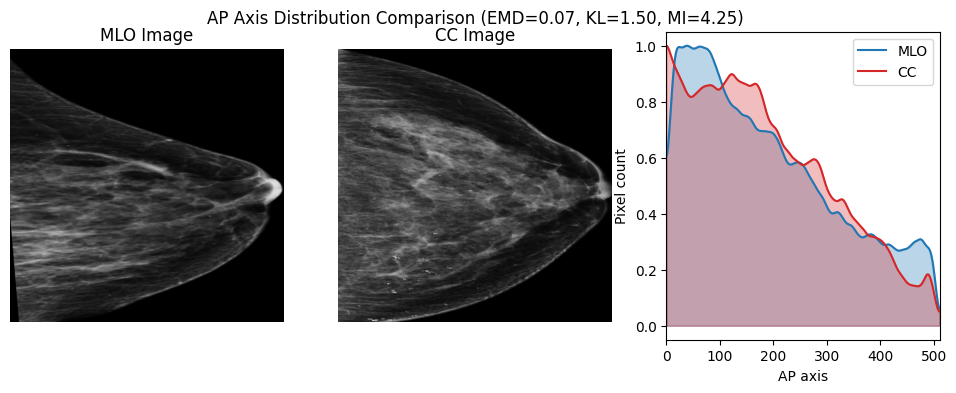 AP Axis Distribution Comparison (EMD=0.07, KL=1.50, MI=4.25)
MLO Image
CC Image
MLO
CC
Pixel count
1.0
0.8
0.6
0.4
0.2
0.0
0 100 200 300 400 500
AP axis